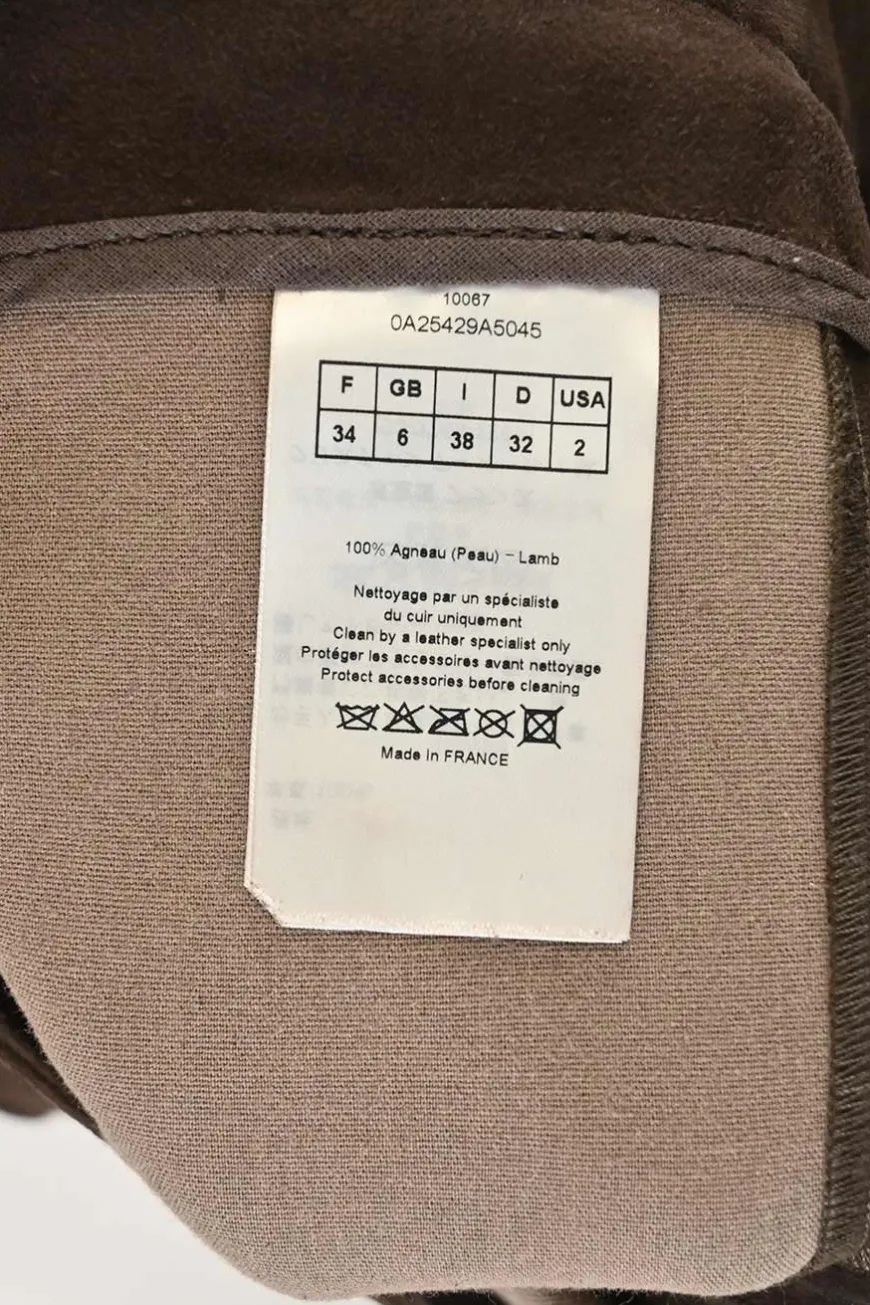 10067
0A25429A5045
F GB I D USA
34 6 38 32 2
100% Agneau (Peau) – Lamb
Nettoyage par un spécialiste
du cuir uniquement
Clean by a leather specialist only
Protéger les accessoires avant nettoyage
Protect accessories before cleaning
Made in FRANCE